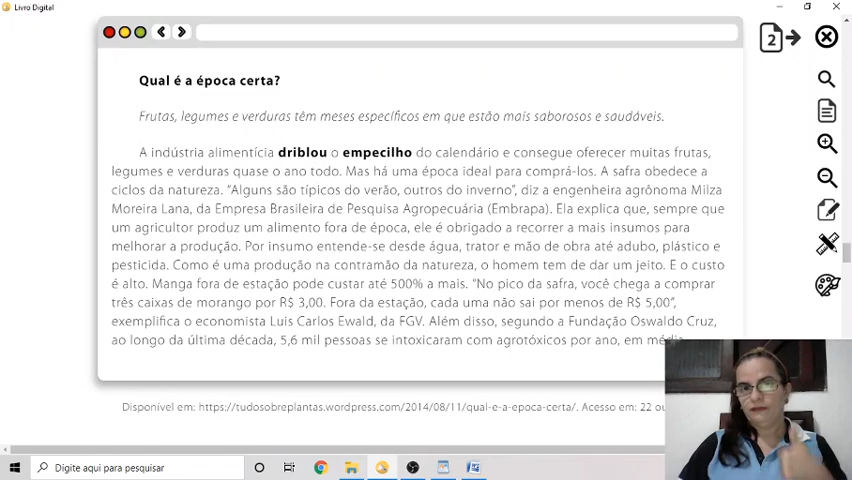 Livro Digital
2
Qual é a época certa?
Frutas, legumes e verduras têm meses específicos em que estão mais saborosos e saudáveis.
A indústria alimentícia driblou o empecilho do calendário e consegue oferecer muitas frutas,
legumes e verduras quase o ano todo. Mas há uma época ideal para comprá-los. A safra obedece a
ciclos da natureza. “Alguns são típicos do verão, outros do inverno”, diz a engenheira agrônoma Milza
Moreira Lana, da Empresa Brasileira de Pesquisa Agropecuária (Embrapa). Ela explica que, sempre que
um agricultor produz um alimento fora de época, ele é obrigado a recorrer a mais insumos para
melhorar a produção. Por insumo entende-se desde água, trator e mão de obra até adubo, plástico e
pesticida. Como é uma produção na contramão da natureza, o homem tem de dar um jeito. E o custo
é alto. Manga fora de estação pode custar até 500% a mais. “No pico da safra, você chega a comprar
três caixas de morango por R$ 3,00. Fora da estação, cada uma não sai por menos de R$ 5,00”,
exemplifica o economista Luis Carlos Ewald, da FGV. Além disso, segundo a Fundação Oswaldo Cruz,
ao longo da última década, 5,6 mil pessoas se intoxicaram com agrotóxicos por ano, em média
Disponível em: https://tudosobreplantas.wordpress.com/2014/08/11/qual-e-a-epoca-certa/. Acesso em: 22
Digite aqui para pesquisar